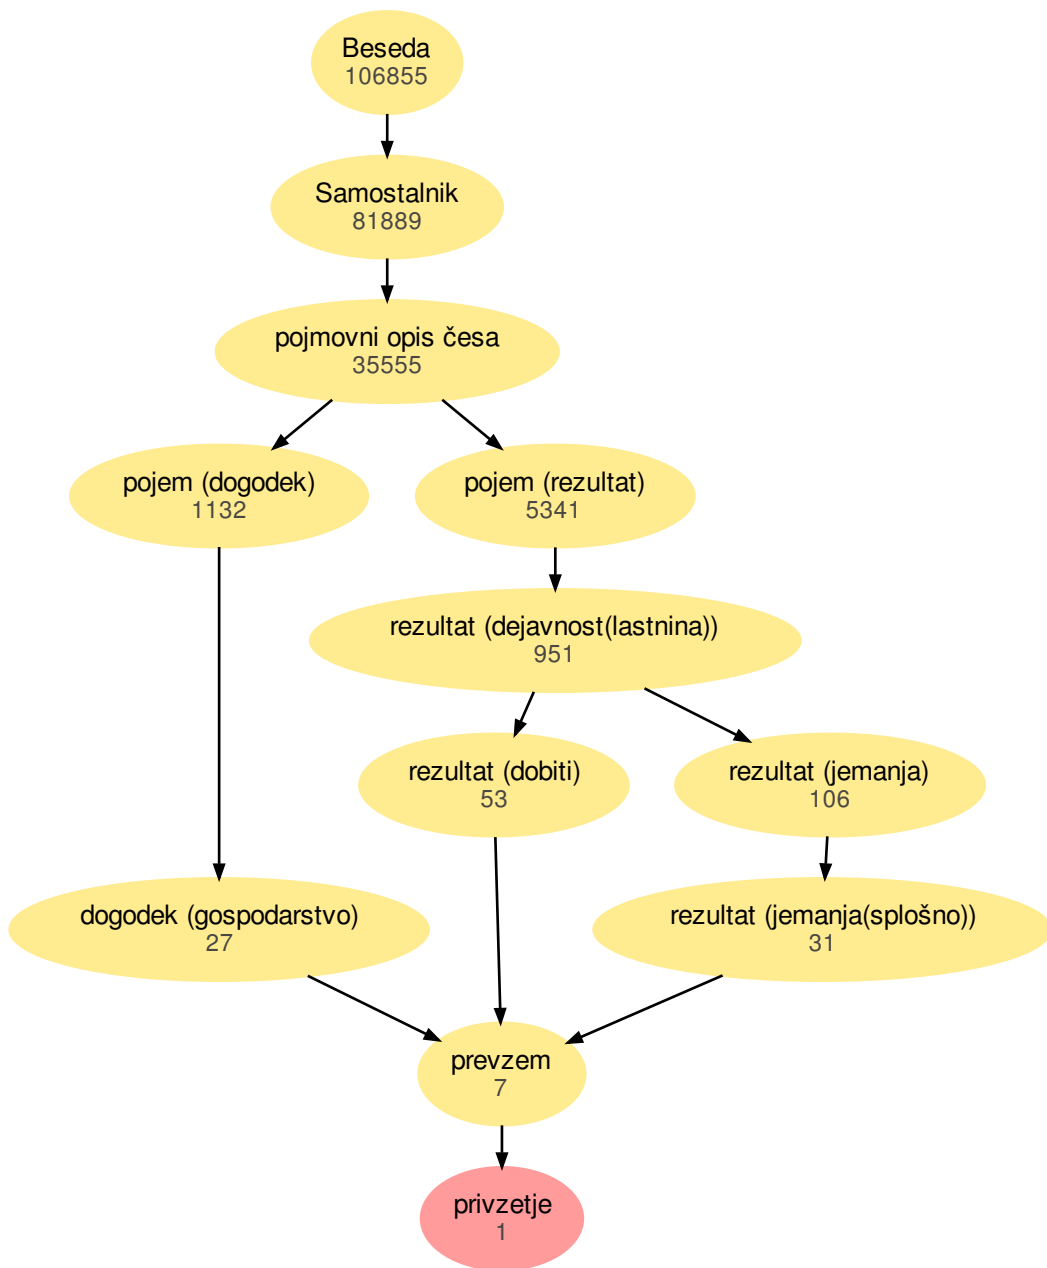 Beseda
106855
Samostalnik
81889
pojmovni opis česa
35555
pojem (dogodek)
1132
pojem (rezultat)
5341
rezultat (dejavnost(lastnina))
951
rezultat (dobiti)
53
rezultat (jemanja)
106
dogodek (gospodarstvo)
27
rezultat (jemanja(splošno))
31
prevzem
7
privzetje
1